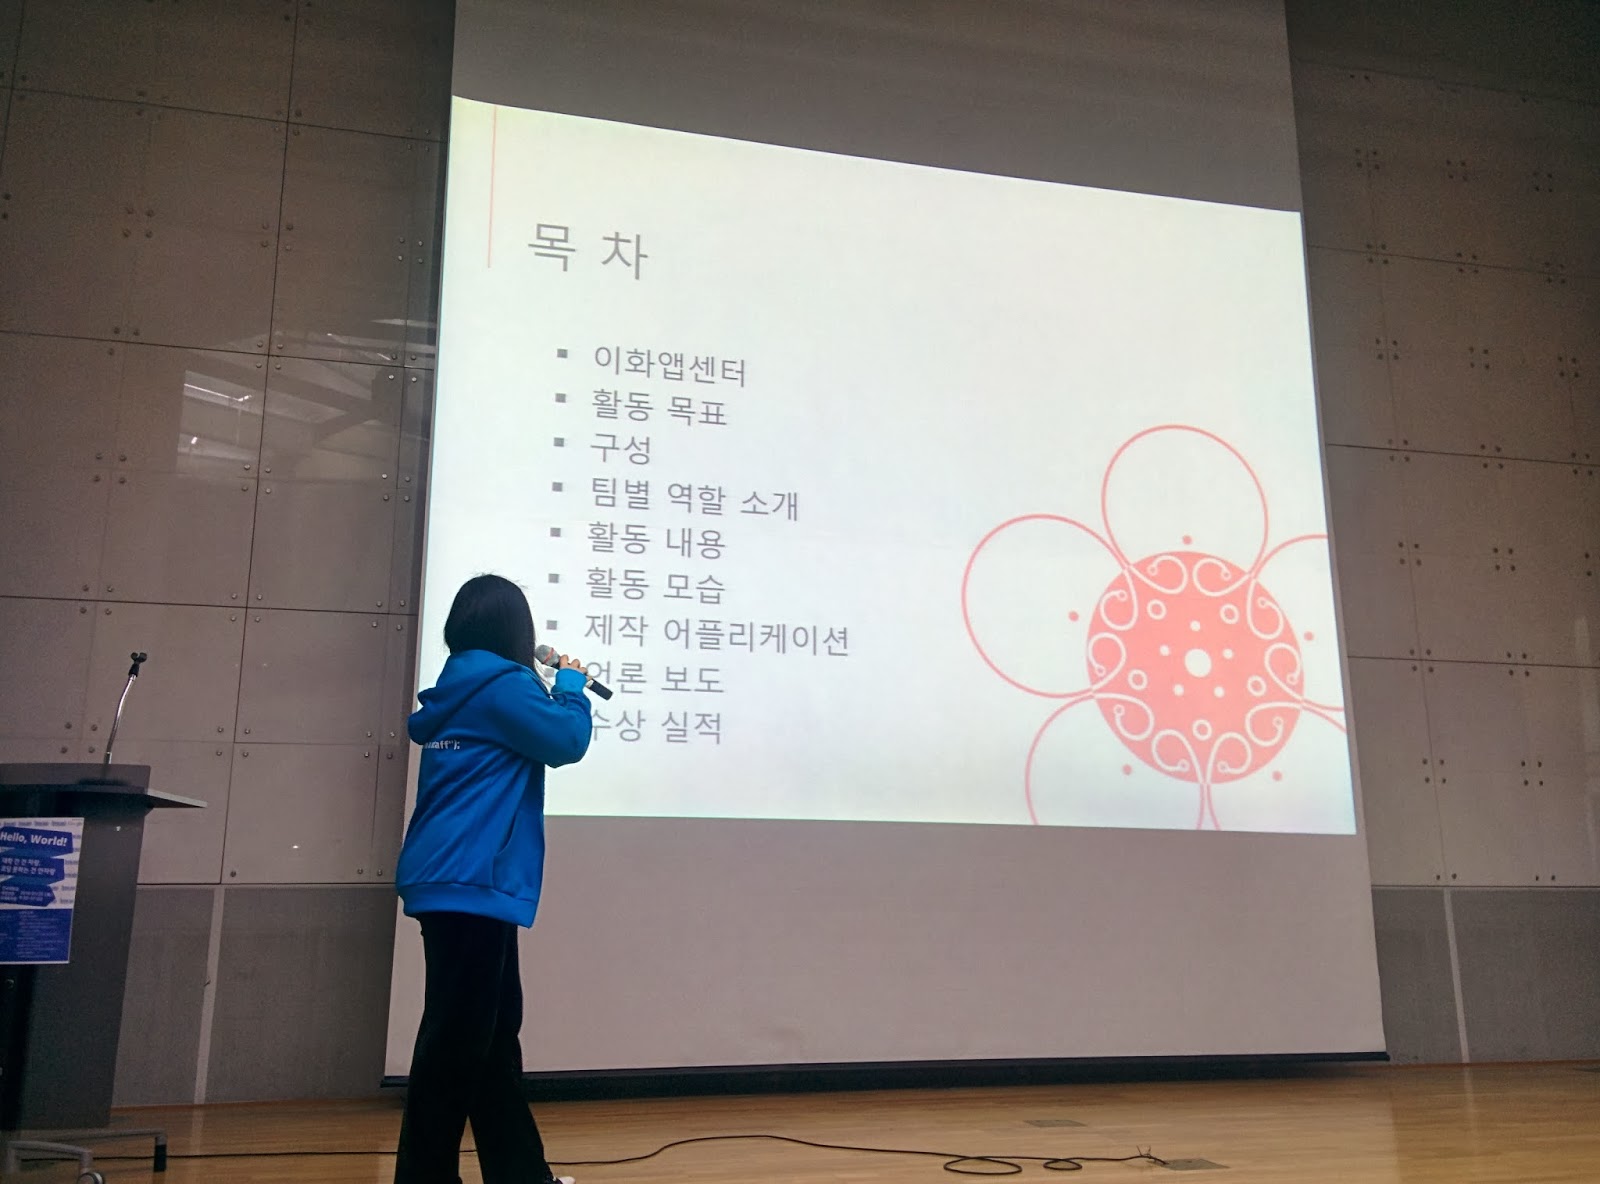 목 차
▪ 이화앱센터
▪ 활동 목표
▪ 구성
▪ 팀별 역할 소개
▪ 활동 내용
▪ 활동 모습
▪ 제작 어플리케이션
언론 보도
수상 실적
Hello, World!